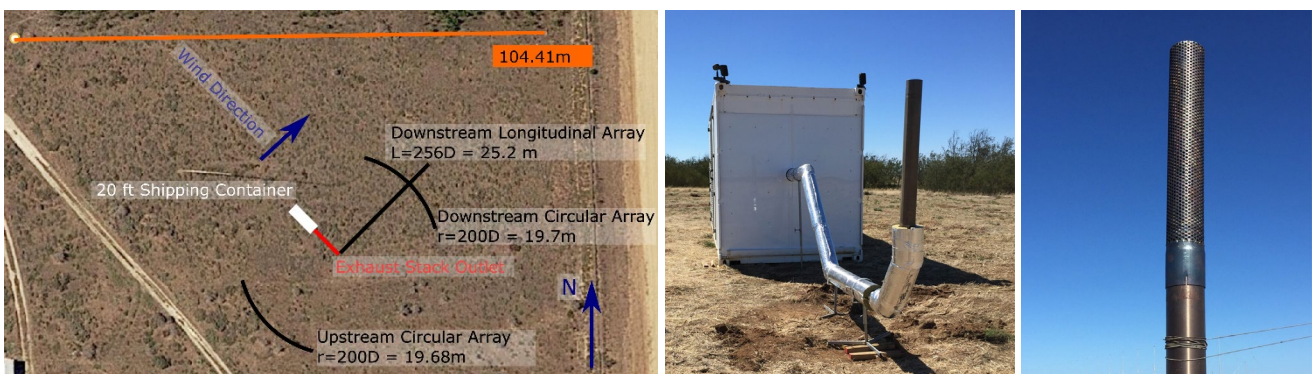 104.41m
Wind Direction
Downstream Longitudinal Array
L=256D = 25.2 m
20 ft Shipping Container
Downstream Circular Array
r=200D = 19.7m
Exhaust Stack Outlet
N
Upstream Circular Array
r=200D = 19.68m